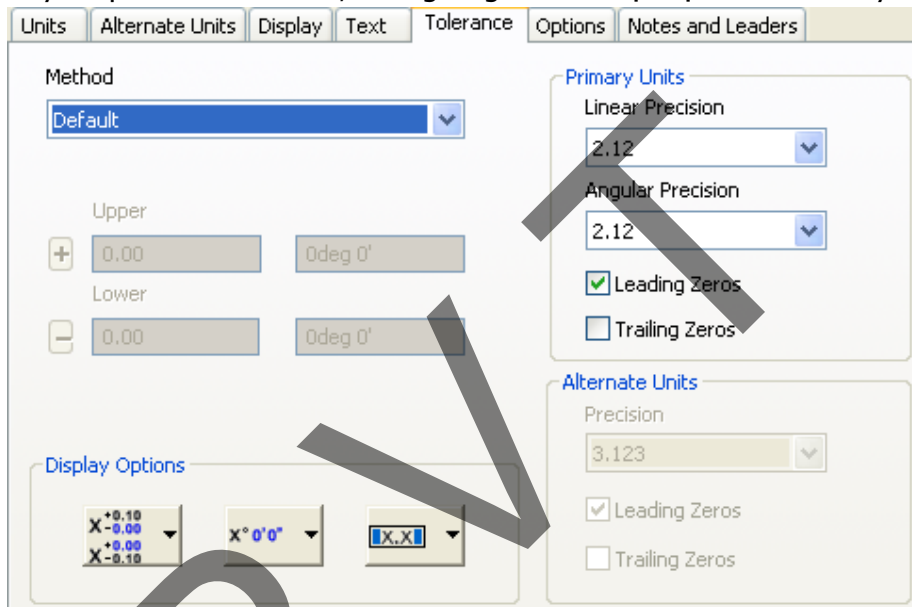 Units Alternate Units Display Text Tolerance Options Notes and Leaders
Method
Default
Upper
+ 0.00 0deg 0'
Lower
- 0.00 0deg 0'
Display Options
X +0.10 -0.00
X +0.00 -0.10
X° 0'0"
X.X
Primary Units
Linear Precision
2.12
Angular Precision
2.12
Leading Zeros
Trailing Zeros
Alternate Units
Precision
3.123
Leading Zeros
Trailing Zeros
V T